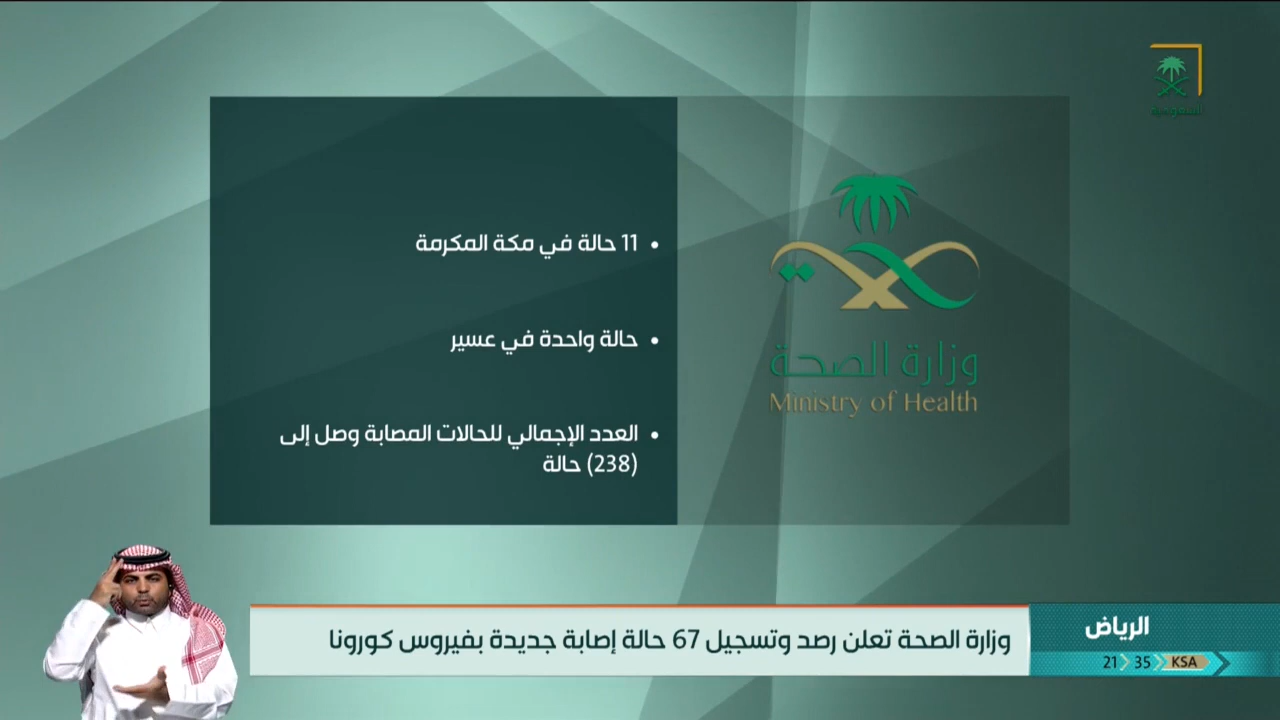 السعودية
وزارة الصحة
Ministry of Health
• 11 حالة في مكة المكرمة
• حالة واحدة في عسير
• العدد الإجمالي للحالات المصابة وصل إلى
(238) حالة
الرياض
وزارة الصحة تعلن رصد وتسجيل 67 حالة إصابة جديدة بفيروس كورونا
21 35 KSA